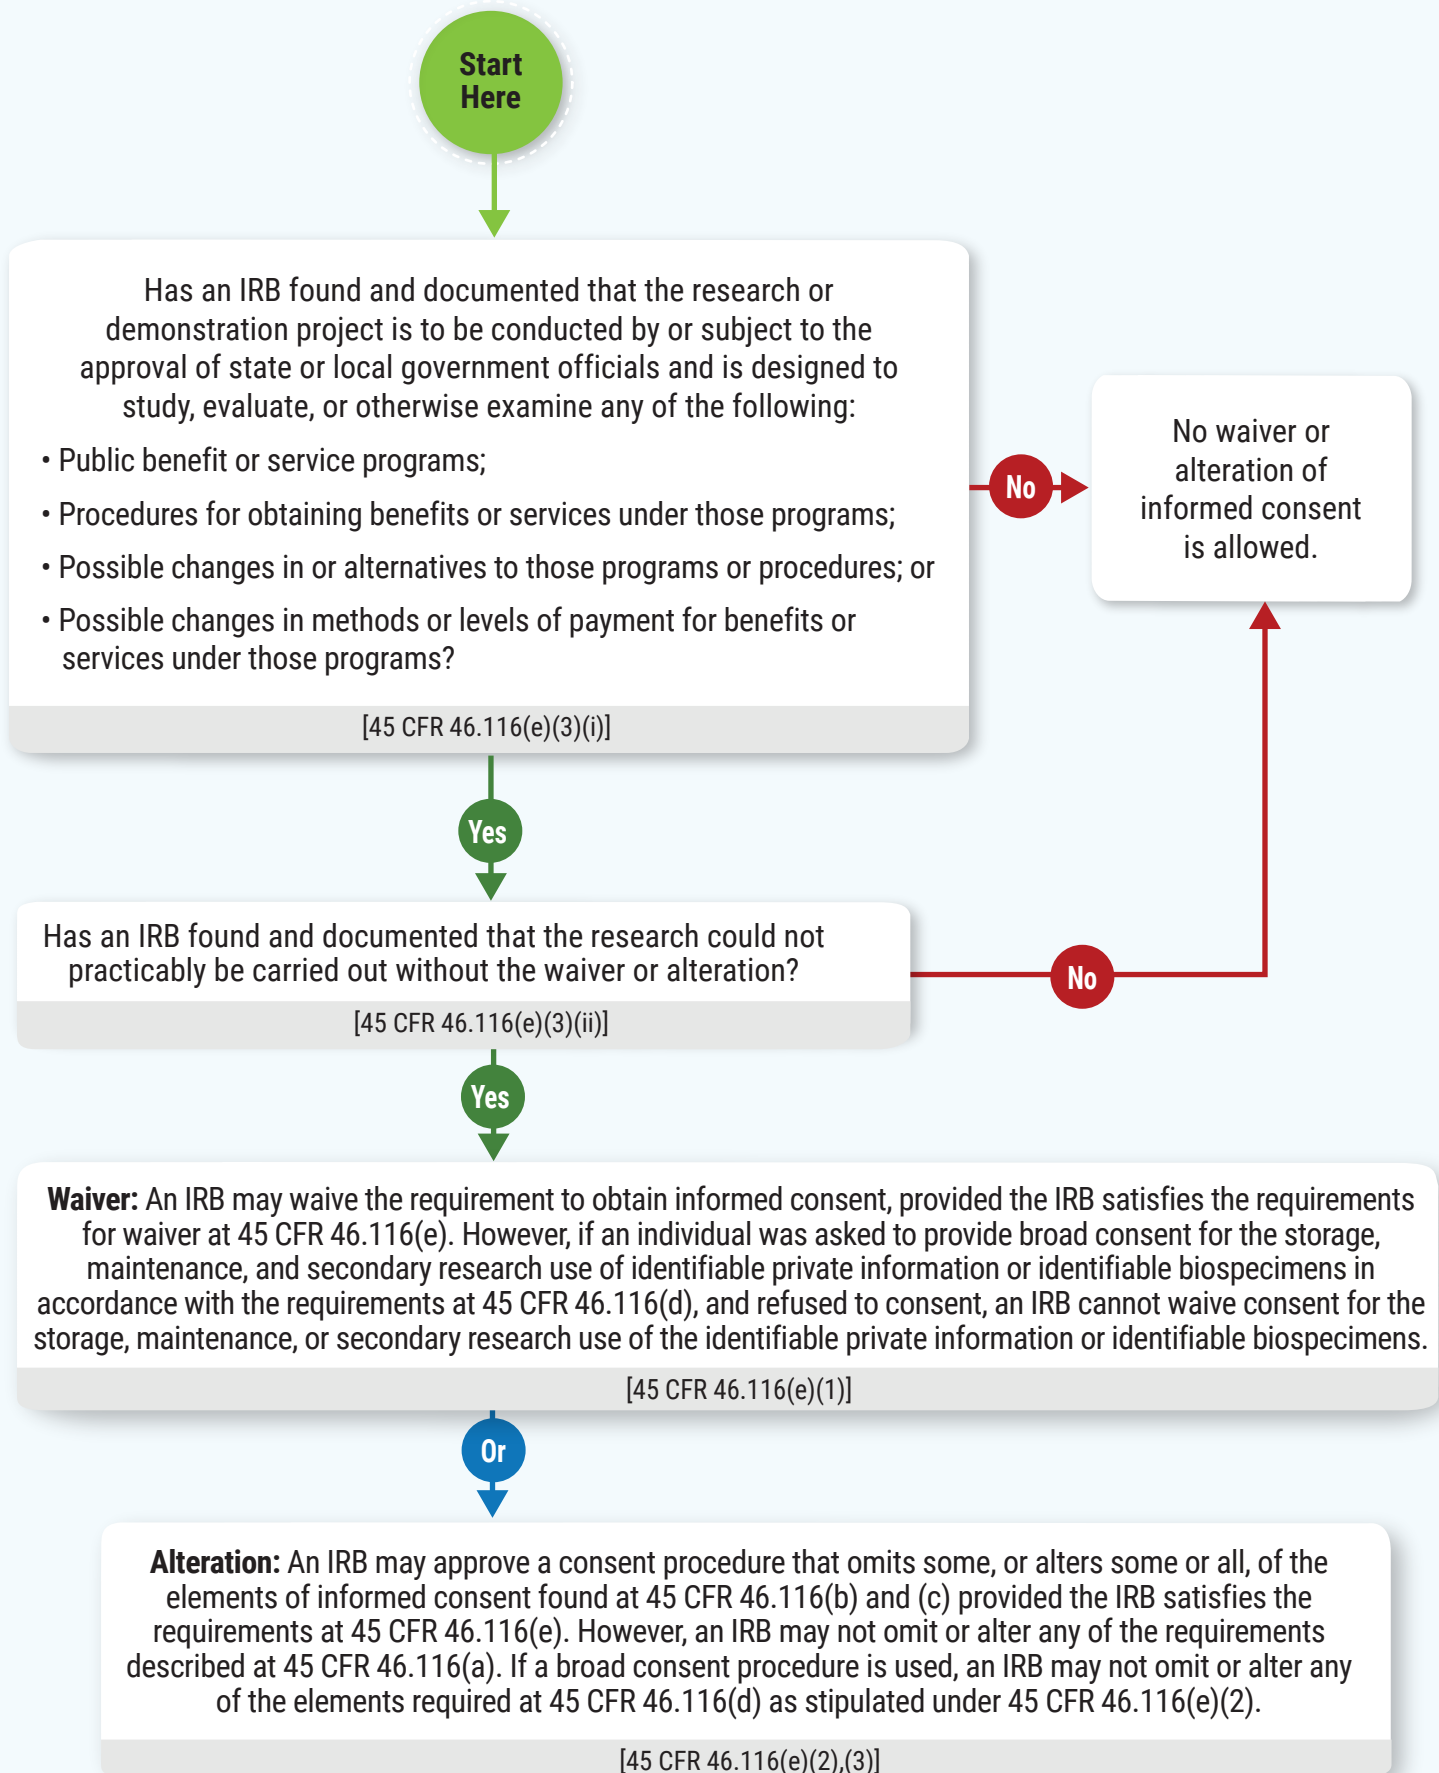 Start
Here
Has an IRB found and documented that the research or
demonstration project is to be conducted by or subject to the
approval of state or local government officials and is designed to
study, evaluate, or otherwise examine any of the following:
• Public benefit or service programs;
• Procedures for obtaining benefits or services under those programs;
• Possible changes in or alternatives to those programs or procedures; or
• Possible changes in methods or levels of payment for benefits or
services under those programs?
[45 CFR 46.116(e)(3)(i)]
No
No waiver or
alteration of
informed consent
is allowed.
Yes
Has an IRB found and documented that the research could not
practicably be carried out without the waiver or alteration?
[45 CFR 46.116(e)(3)(ii)]
No
Yes
Waiver: An IRB may waive the requirement to obtain informed consent, provided the IRB satisfies the requirements
for waiver at 45 CFR 46.116(e). However, if an individual was asked to provide broad consent for the storage,
maintenance, and secondary research use of identifiable private information or identifiable biospecimens in
accordance with the requirements at 45 CFR 46.116(d), and refused to consent, an IRB cannot waive consent for the
storage, maintenance, or secondary research use of the identifiable private information or identifiable biospecimens.
[45 CFR 46.116(e)(1)]
Or
Alteration: An IRB may approve a consent procedure that omits some, or alters some or all, of the
elements of informed consent found at 45 CFR 46.116(b) and (c) provided the IRB satisfies the
requirements at 45 CFR 46.116(e). However, an IRB may not omit or alter any of the requirements
described at 45 CFR 46.116(a). If a broad consent procedure is used, an IRB may not omit or alter any
of the elements required at 45 CFR 46.116(d) as stipulated under 45 CFR 46.116(e)(2).
[45 CFR 46.116(e)(2),(3)]